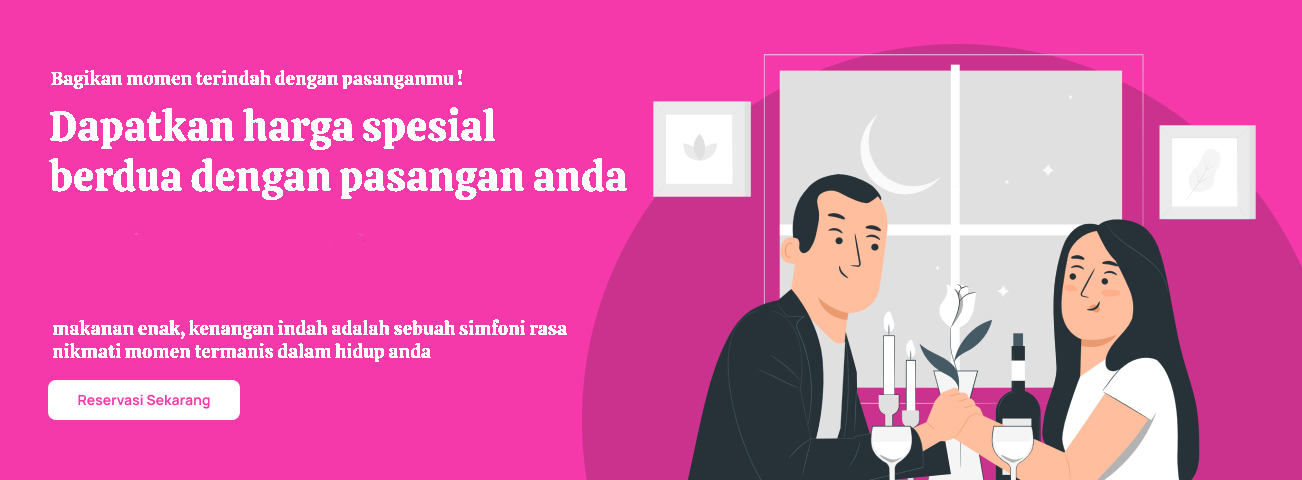 Bagikan momen terindah dengan pasanganmu !
Dapatkan harga spesial
berdua dengan pasangan anda
makanan enak, kenangan indah adalah sebuah simfoni rasa
nikmati momen termanis dalam hidup anda
Reservasi Sekarang